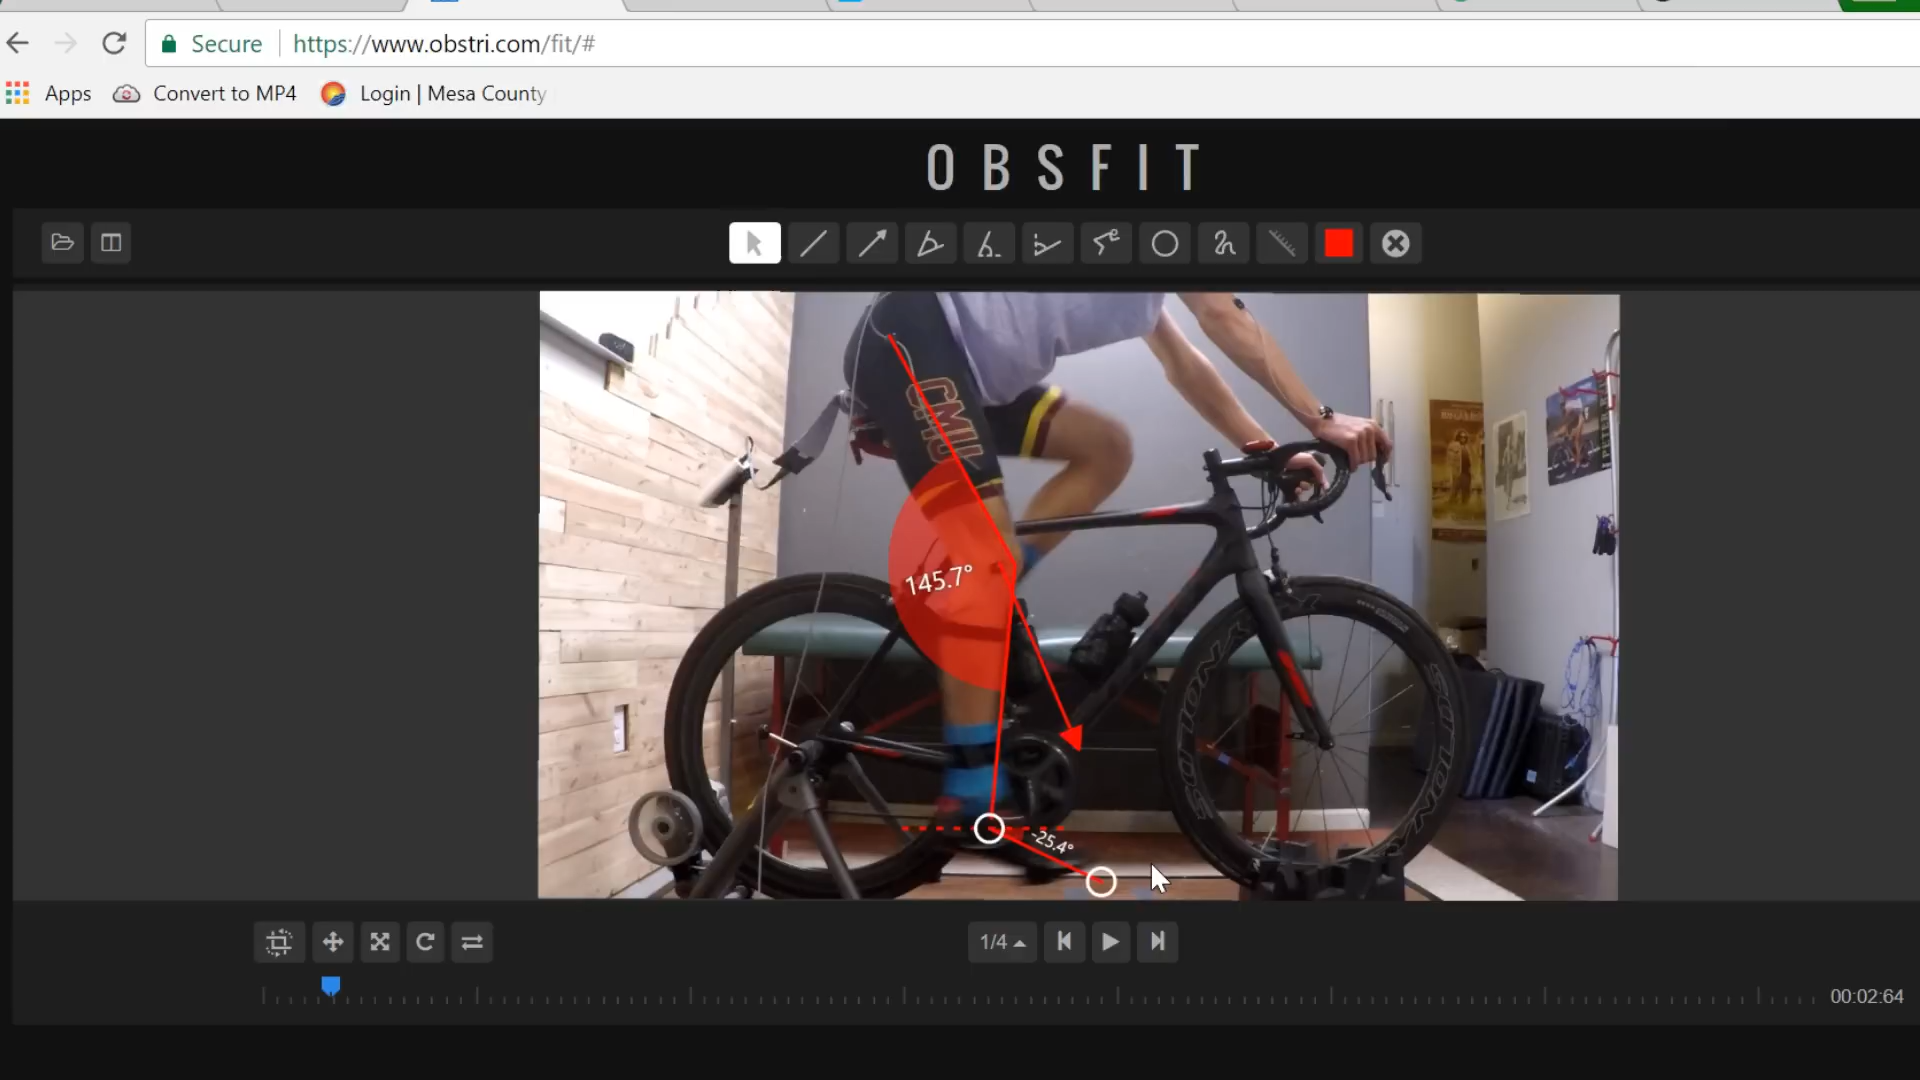 Secure
https://www.obstri.com/fit/#
Apps
Convert to MP4
Login | Mesa County
OBSFIT
CMU
145.7°
-25.4°
1/4
00:02:64